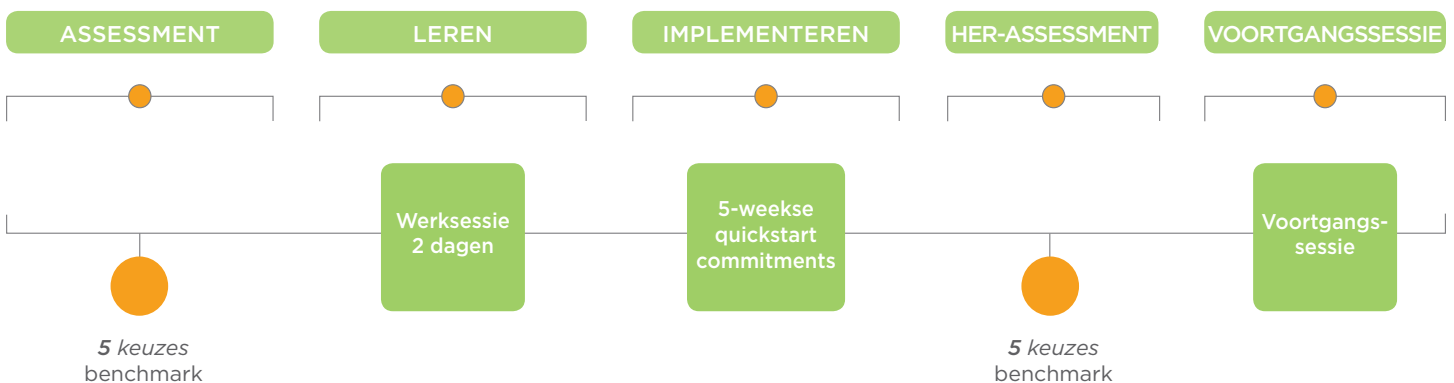 ASSESSMENT
LEREN
IMPLEMENTEREN
HER-ASSESSMENT
VOORTGANGSSESSIE
Werksessie
2 dagen
5-weekse
quickstart
commitments
Voortgangs-
sessie
5 keuzes
benchmark
5 keuzes
benchmark